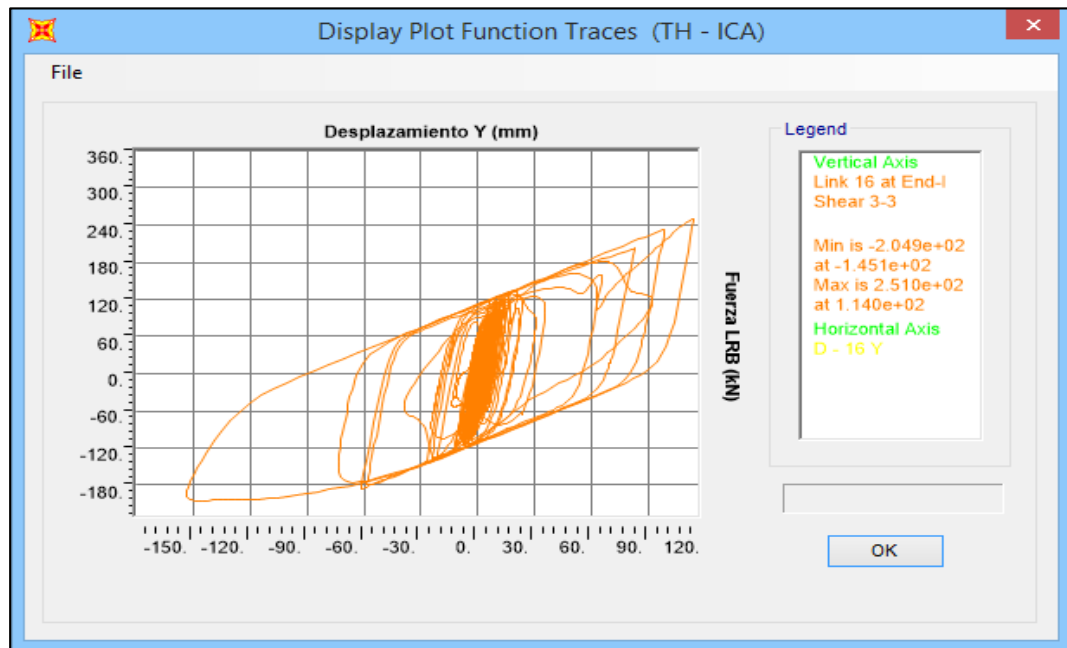 Display Plot Function Traces (TH - ICA)
File
Desplazamiento Y (mm)
360.
300.
240.
180.
120.
60.
0.
-60.
-120.
-180.
-150. -120. -90. -60. -30. 0. 30. 60. 90. 120.
Fuerza LRB (kN)
Legend
Vertical Axis
Link 16 at End-I
Shear 3-3
Min is -2.049e+02
at -1.451e+02
Max is 2.510e+02
at 1.140e+02
Horizontal Axis
D - 16 Y
OK